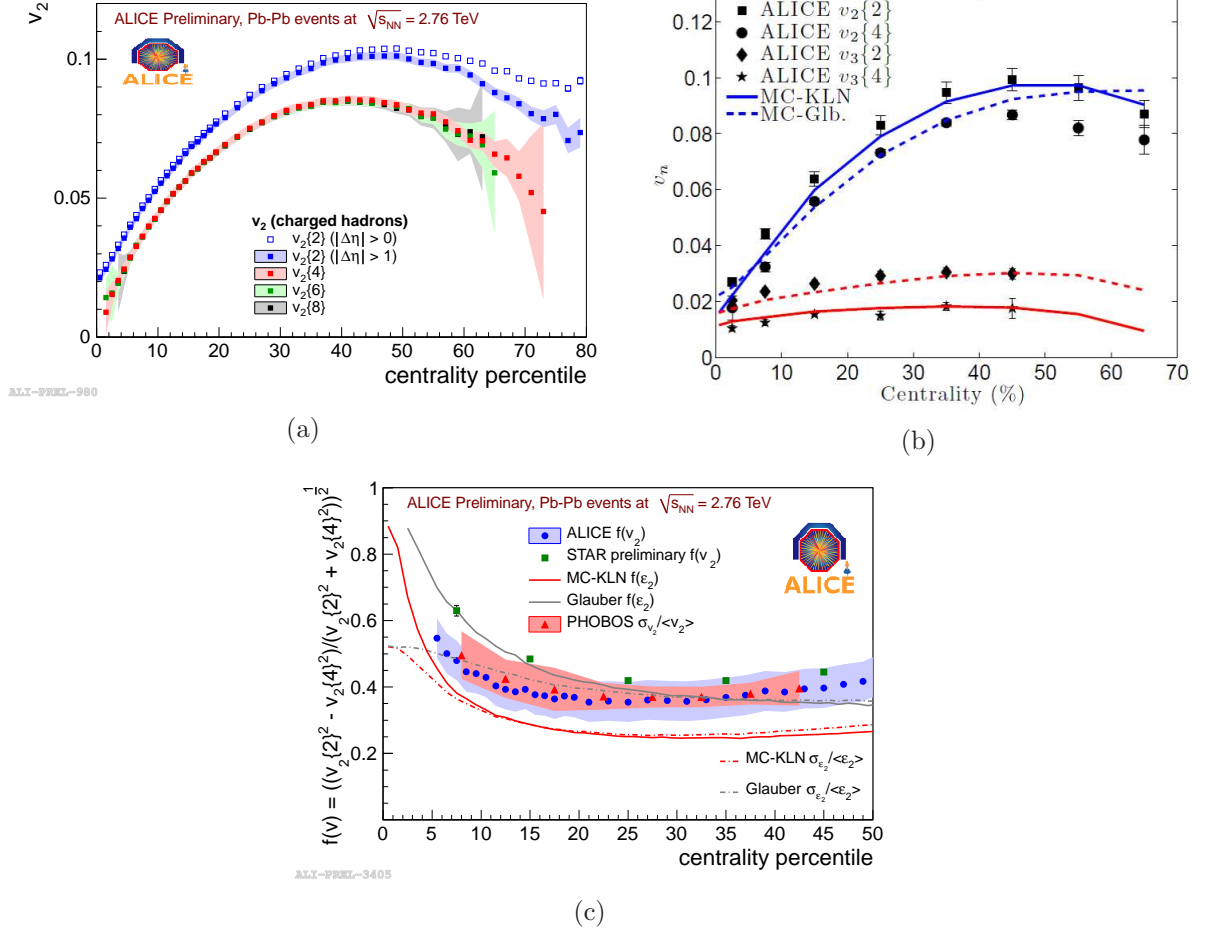 ALICE Preliminary, Pb-Pb events at √sNN = 2.76 TeV
v2
0.1
0.05
0
ALICE
v2 (charged hadrons)
v2{2} (|Δη| > 0)
v2{2} (|Δη| > 1)
v2{4}
v2{6}
v2{8}
0 10 20 30 40 50 60 70 79
centrality percentile
ALI-PREL-980
(a)
0.12
0.1
0.08
0.06
0.04
0.02
0
vn
ALICE v2{2}
ALICE v2{4}
ALICE v3{2}
ALICE v3{4}
MC-KLN
MC-Glb.
0 10 20 30 40 50 60 70
Centrality (%)
(b)
f(v) = ((v2{2}² - v2{4}²)/(v2{2}² + v2{4}²))^1/2
1
0.8
0.6
0.4
0.2
ALICE Preliminary, Pb-Pb events at √sNN = 2.76 TeV
ALICE f(v2)
STAR preliminary f(v2)
MC-KLN f(ε2)
Glauber f(ε2)
PHOBOS σv2/<v2>
ALICE
MC-KLN σε2/<ε2>
Glauber σε2/<ε2>
0 5 10 15 20 25 30 35 40 45 50
centrality percentile
ALI-PREL-3405
(c)